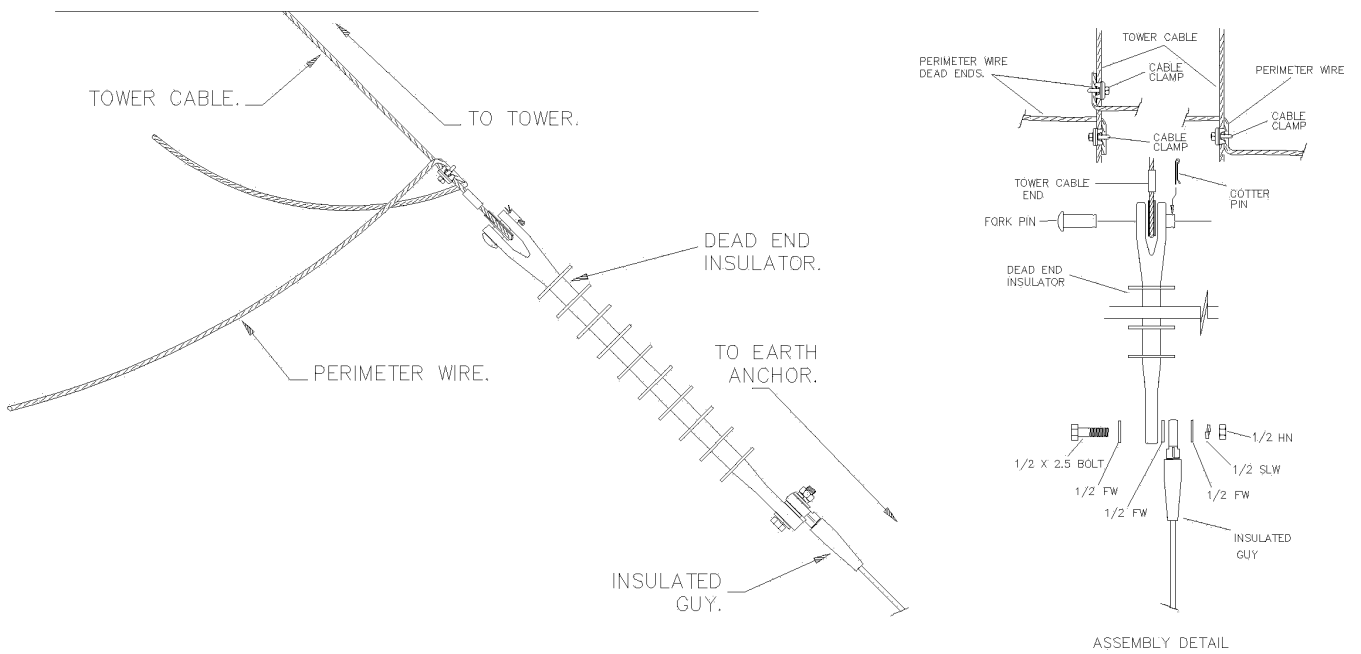 TOWER CABLE.
TO TOWER.
DEAD END
INSULATOR.
PERIMETER WIRE.
TO EARTH
ANCHOR.
INSULATED
GUY.
TOWER CABLE
PERIMETER WIRE
DEAD ENDS.
CABLE
CLAMP
PERIMETER WIRE
CABLE
CLAMP
CABLE
CLAMP
TOWER CABLE
END
COTTER
PIN
FORK PIN
DEAD END
INSULATOR
1/2 HN
1/2 X 2.5 BOLT
1/2 SLW
1/2 FW
1/2 FW
1/2 FW
INSULATED
GUY
ASSEMBLY DETAIL